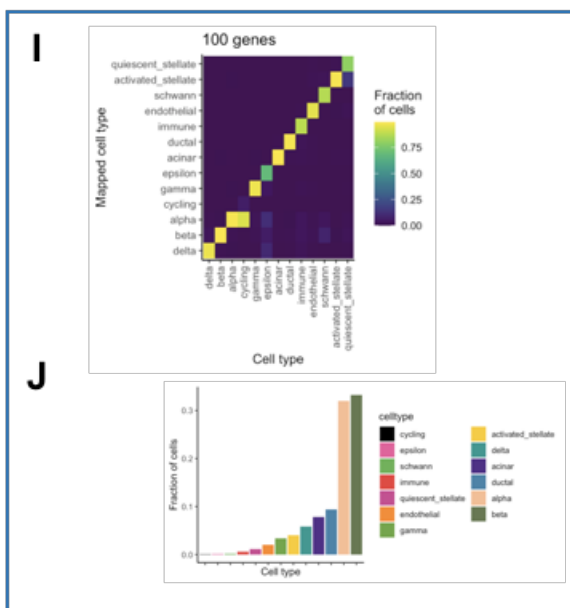 I
100 genes
Mapped cell type
quiescent_stellate
activated_stellate
schwann
endothelial
immune
ductal
acinar
epsilon
gamma
cycling
alpha
beta
delta
delta
beta
alpha
cycling
gamma
epsilon
acinar
ductal
immune
endothelial
schwann
activated_stellate
quiescent_stellate
Cell type
Fraction
of cells
0.75
0.50
0.25
0.00
J
Fraction of cells
0.3
0.2
0.1
0.0
Cell type
celltype
cycling
epsilon
schwann
immune
quiescent_stellate
endothelial
gamma
activated_stellate
delta
acinar
ductal
alpha
beta